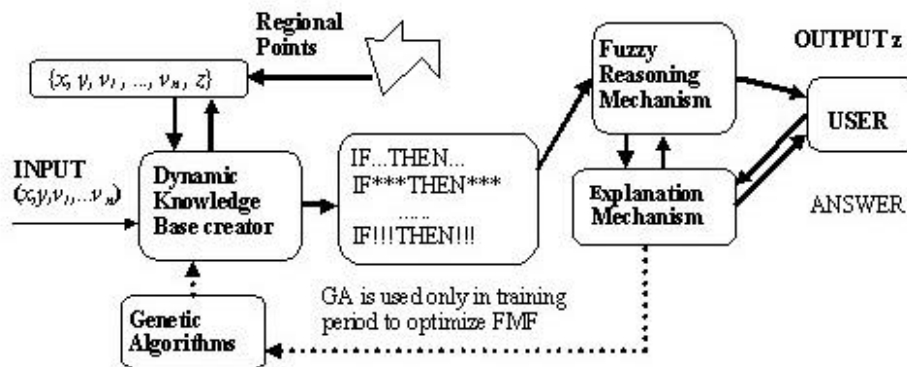 Regional
Points
{x, y, v₁, ..., vₙ, z}
INPUT
(x,y,v₁,...vₙ)
Dynamic
Knowledge
Base creator
IF...THEN...
IF***THEN***
......
IF!!!THEN!!!
Fuzzy
Reasoning
Mechanism
OUTPUT z
USER
Explanation
Mechanism
ANSWER
GA is used only in training
period to optimize FMF
Genetic
Algorithms